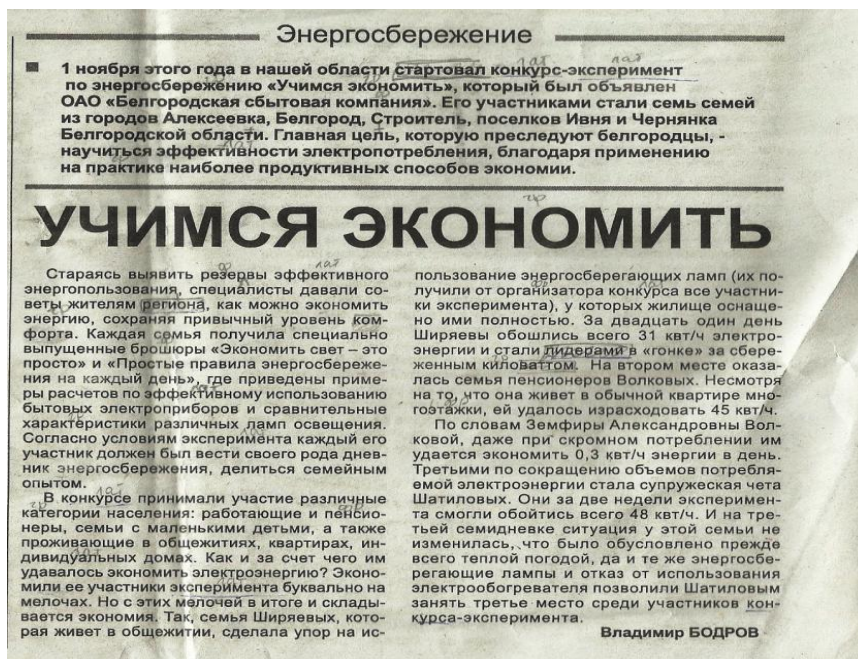 Энергосбережение
1 ноября этого года в нашей области стартовал конкурс-эксперимент
по энергосбережению «Учимся экономить», который был объявлен
ОАО «Белгородская сбытовая компания». Его участниками стали семь семей
из городов Алексеевка, Белгород, Строитель, поселков Ивня и Чернянка
Белгородской области. Главная цель, которую преследуют белгородцы, -
научиться эффективности электропотребления, благодаря применению
на практике наиболее продуктивных способов экономии.
УЧИМСЯ ЭКОНОМИТЬ
Стараясь выявить резервы эффективного
энергопользования, специалисты давали со-
веты жителям региона, как можно экономить
энергию, сохраняя привычный уровень ком-
форта. Каждая семья получила специально
выпущенные брошюры «Экономить свет – это
просто» и «Простые правила энергосбереже-
ния на каждый день», где приведены приме-
ры расчетов по эффективному использованию
бытовых электроприборов и сравнительные
характеристики различных ламп освещения.
Согласно условиям эксперимента каждый его
участник должен был вести своего рода днев-
ник энергосбережения, делиться семейным
опытом.
В конкурсе принимали участие различные
категории населения: работающие и пенсио-
неры, семьи с маленькими детьми, а также
проживающие в общежитиях, квартирах, ин-
дивидуальных домах. Как и за счет чего им
удавалось экономить электроэнергию? Эконо-
мили ее участники эксперимента буквально на
мелочах. Но с этих мелочей в итоге и склады-
вается экономия. Так, семья Ширяевых, кото-
рая живет в общежитии, сделала упор на ис-
пользование энергосберегающих ламп (их по-
лучили от организатора конкурса все участни-
ки эксперимента), у которых жилище оснаще-
но ими полностью. За двадцать один день
Ширяевы обошлись всего 31 квт/ч электро-
энергии и стали лидерами в «гонке» за сбере-
женным киловаттом. На втором месте оказа-
лась семья пенсионеров Волковых. Несмотря
на то, что она живет в обычной квартире мно-
гоэтажки, ей удалось израсходовать 45 квт/ч.
По словам Земфиры Александровны Вол-
ковой, даже при скромном потреблении им
удается экономить 0,3 квт/ч энергии в день.
Третьими по сокращению объемов потребля-
емой электроэнергии стала супружеская чета
Шатиловых. Они за две недели эксперимен-
та смогли обойтись всего 48 квт/ч. И на тре-
тьей семидневке ситуация у этой семьи не
изменилась, что было обусловлено прежде
всего теплой погодой, да и те же энергосбе-
регающие лампы и отказ от использования
электрообогревателя позволили Шатиловым
занять третье место среди участников кон-
курса-эксперимента.
Владимир БОДРОВ